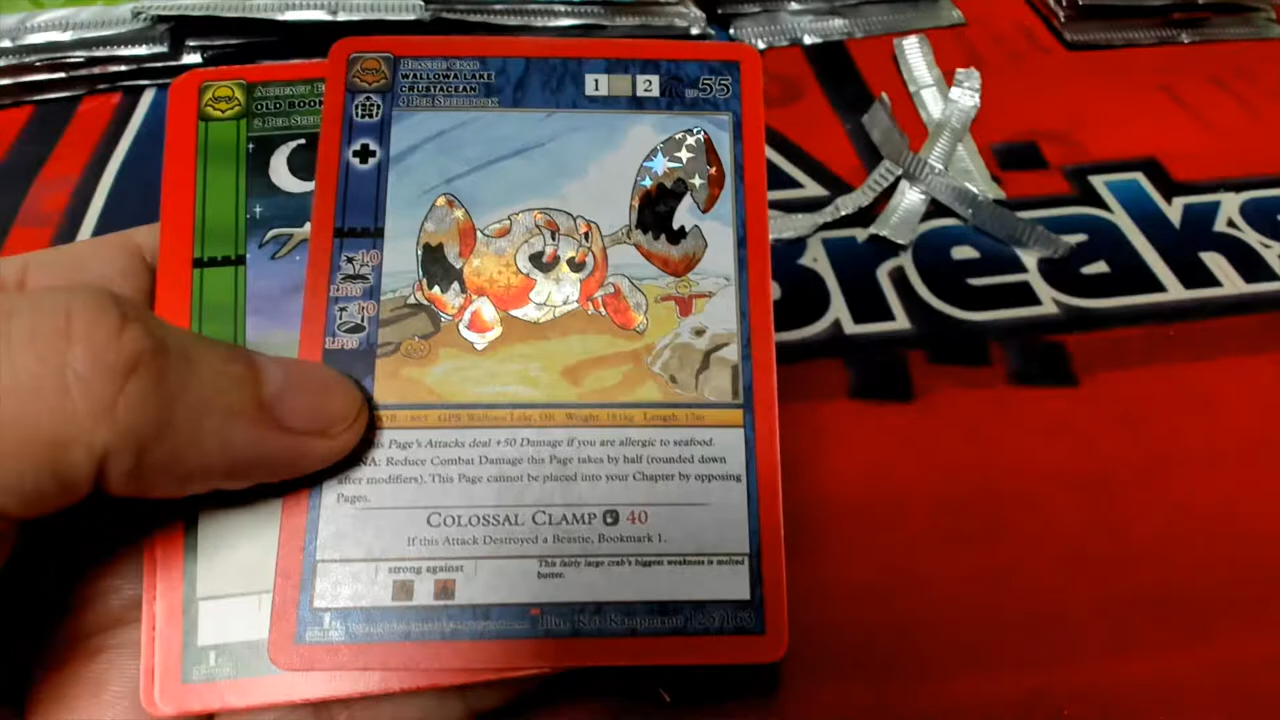 BEASTIE CRAB
WALLOWA LAKE
CRUSTACEAN
4 PER SPELLBOOK
1 2 LP55
ARTIFACT
OLD BOOK
2 PER SPELL
-10
LP10
10
LP10
GPS: Wallowa Lake, OR Weight: 181kg Length:
Page's Attacks deal +50 Damage if you are allergic to seafood.
Reduce Combat Damage this Page takes by half (rounded down
after modifiers). This Page cannot be placed into your Chapter by opposing
Pages.
COLOSSAL CLAMP 40
If this Attack Destroyed a Beastie, Bookmark 1.
strong against
This fairly large crab's biggest weakness is melted
butter.
Illus.
Breaks